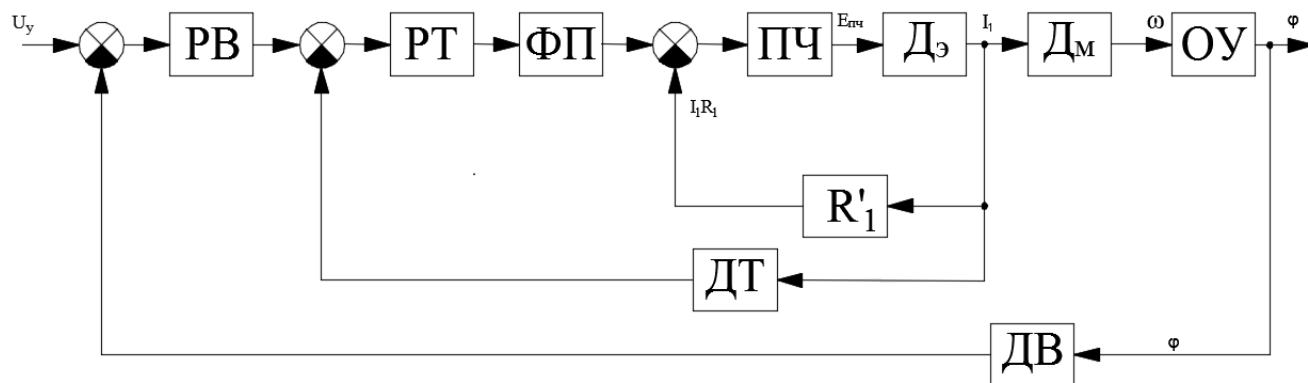 Uу
РВ
РТ
ФП
ПЧ
Eпч
Дэ
I1
Дм
ω
ОУ
φ
I1R1
R'1
ДТ
ДВ
φ